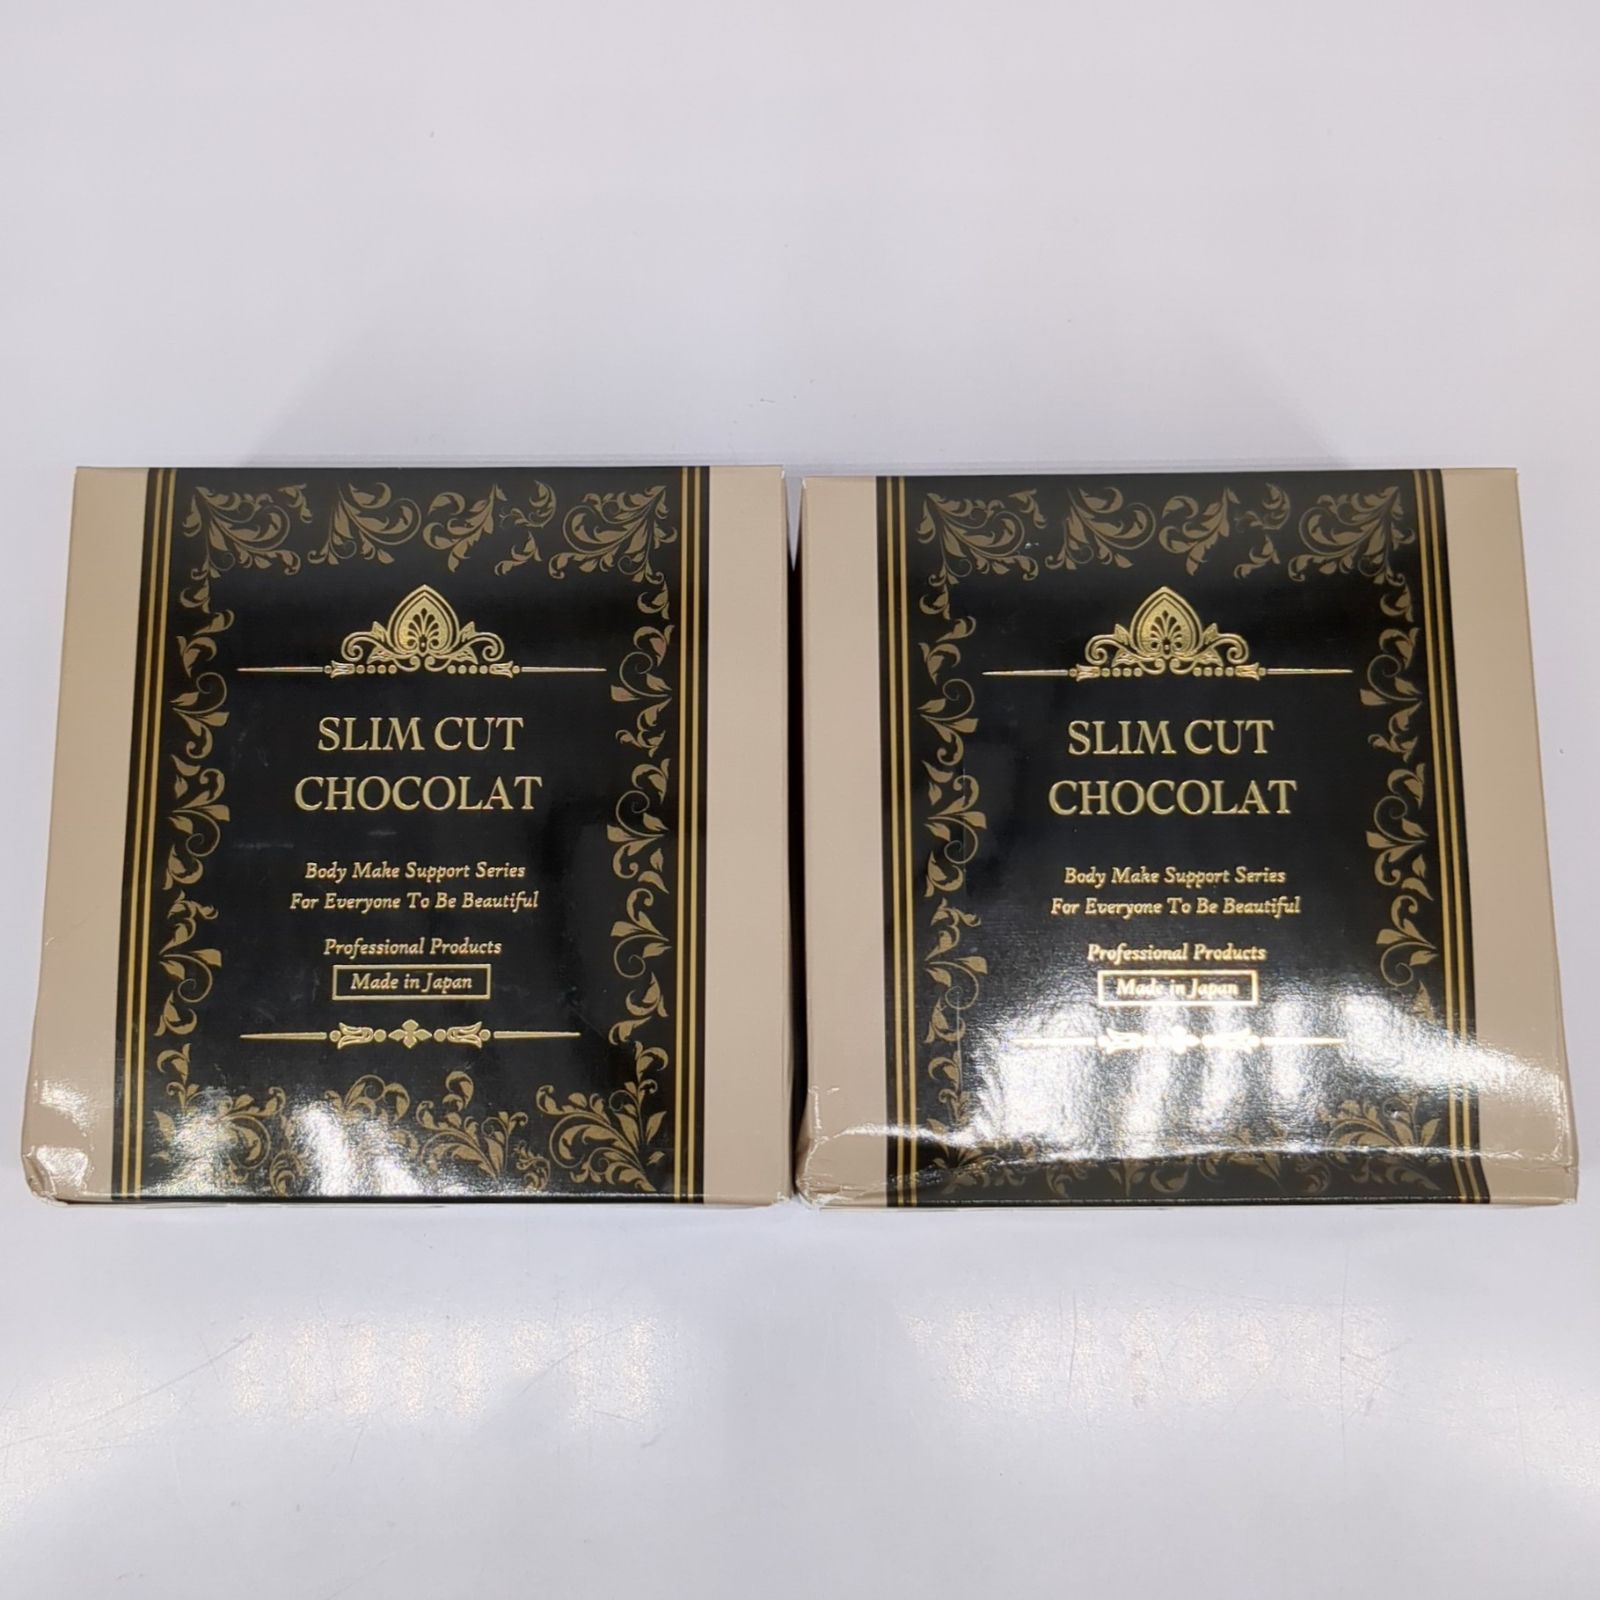 SLIM CUT
CHOCOLAT
Body Make Support Series
For Everyone To Be Beautiful
Professional Products
Made in Japan
SLIM CUT
CHOCOLAT
Body Make Support Series
For Everyone To Be Beautiful
Professional Products
Made in Japan